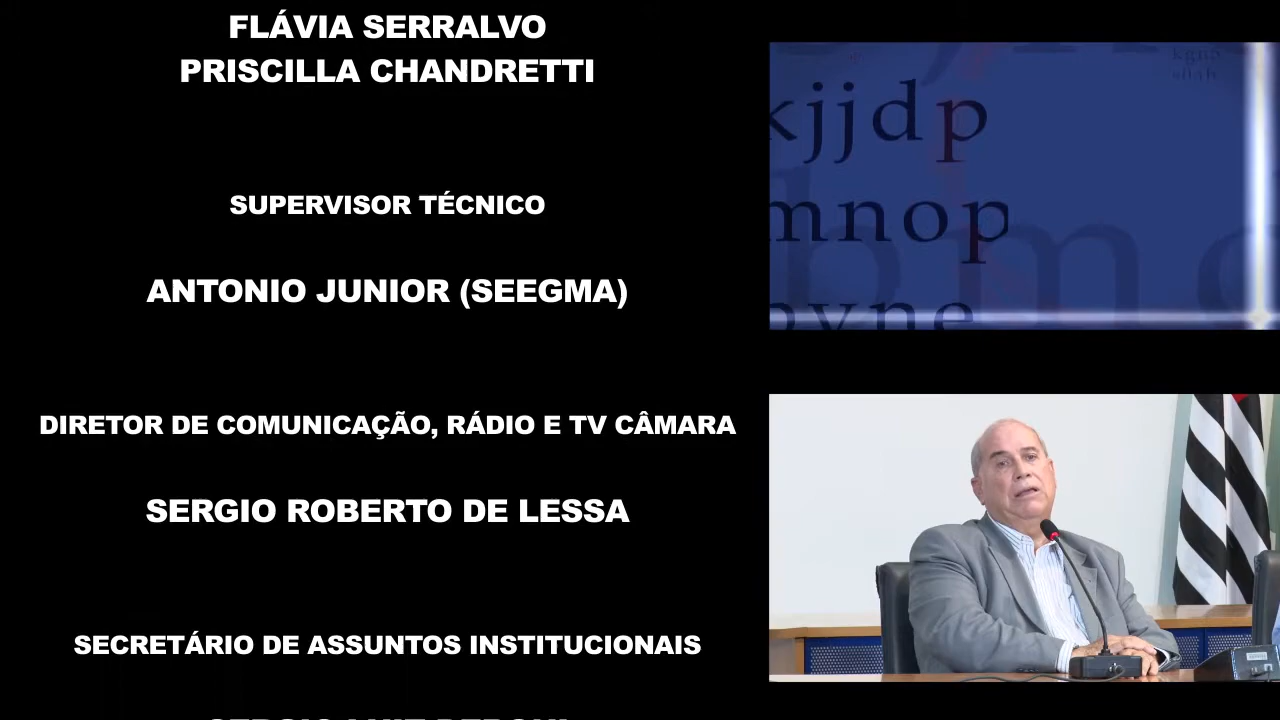 FLÁVIA SERRALVO
PRISCILLA CHANDRETTI
SUPERVISOR TÉCNICO
ANTONIO JUNIOR (SEEGMA)
DIRETOR DE COMUNICAÇÃO, RÁDIO E TV CÂMARA
SERGIO ROBERTO DE LESSA
SECRETÁRIO DE ASSUNTOS INSTITUCIONAIS
kjjdp
mnop